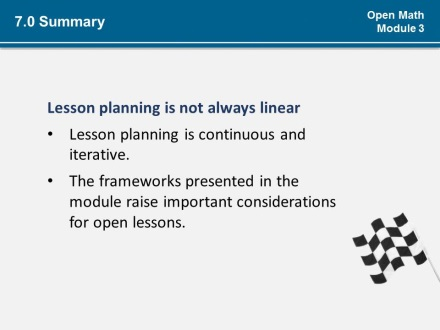 7.0 Summary
Open Math
Module 3
Lesson planning is not always linear
• Lesson planning is continuous and
iterative.
• The frameworks presented in the
module raise important considerations
for open lessons.